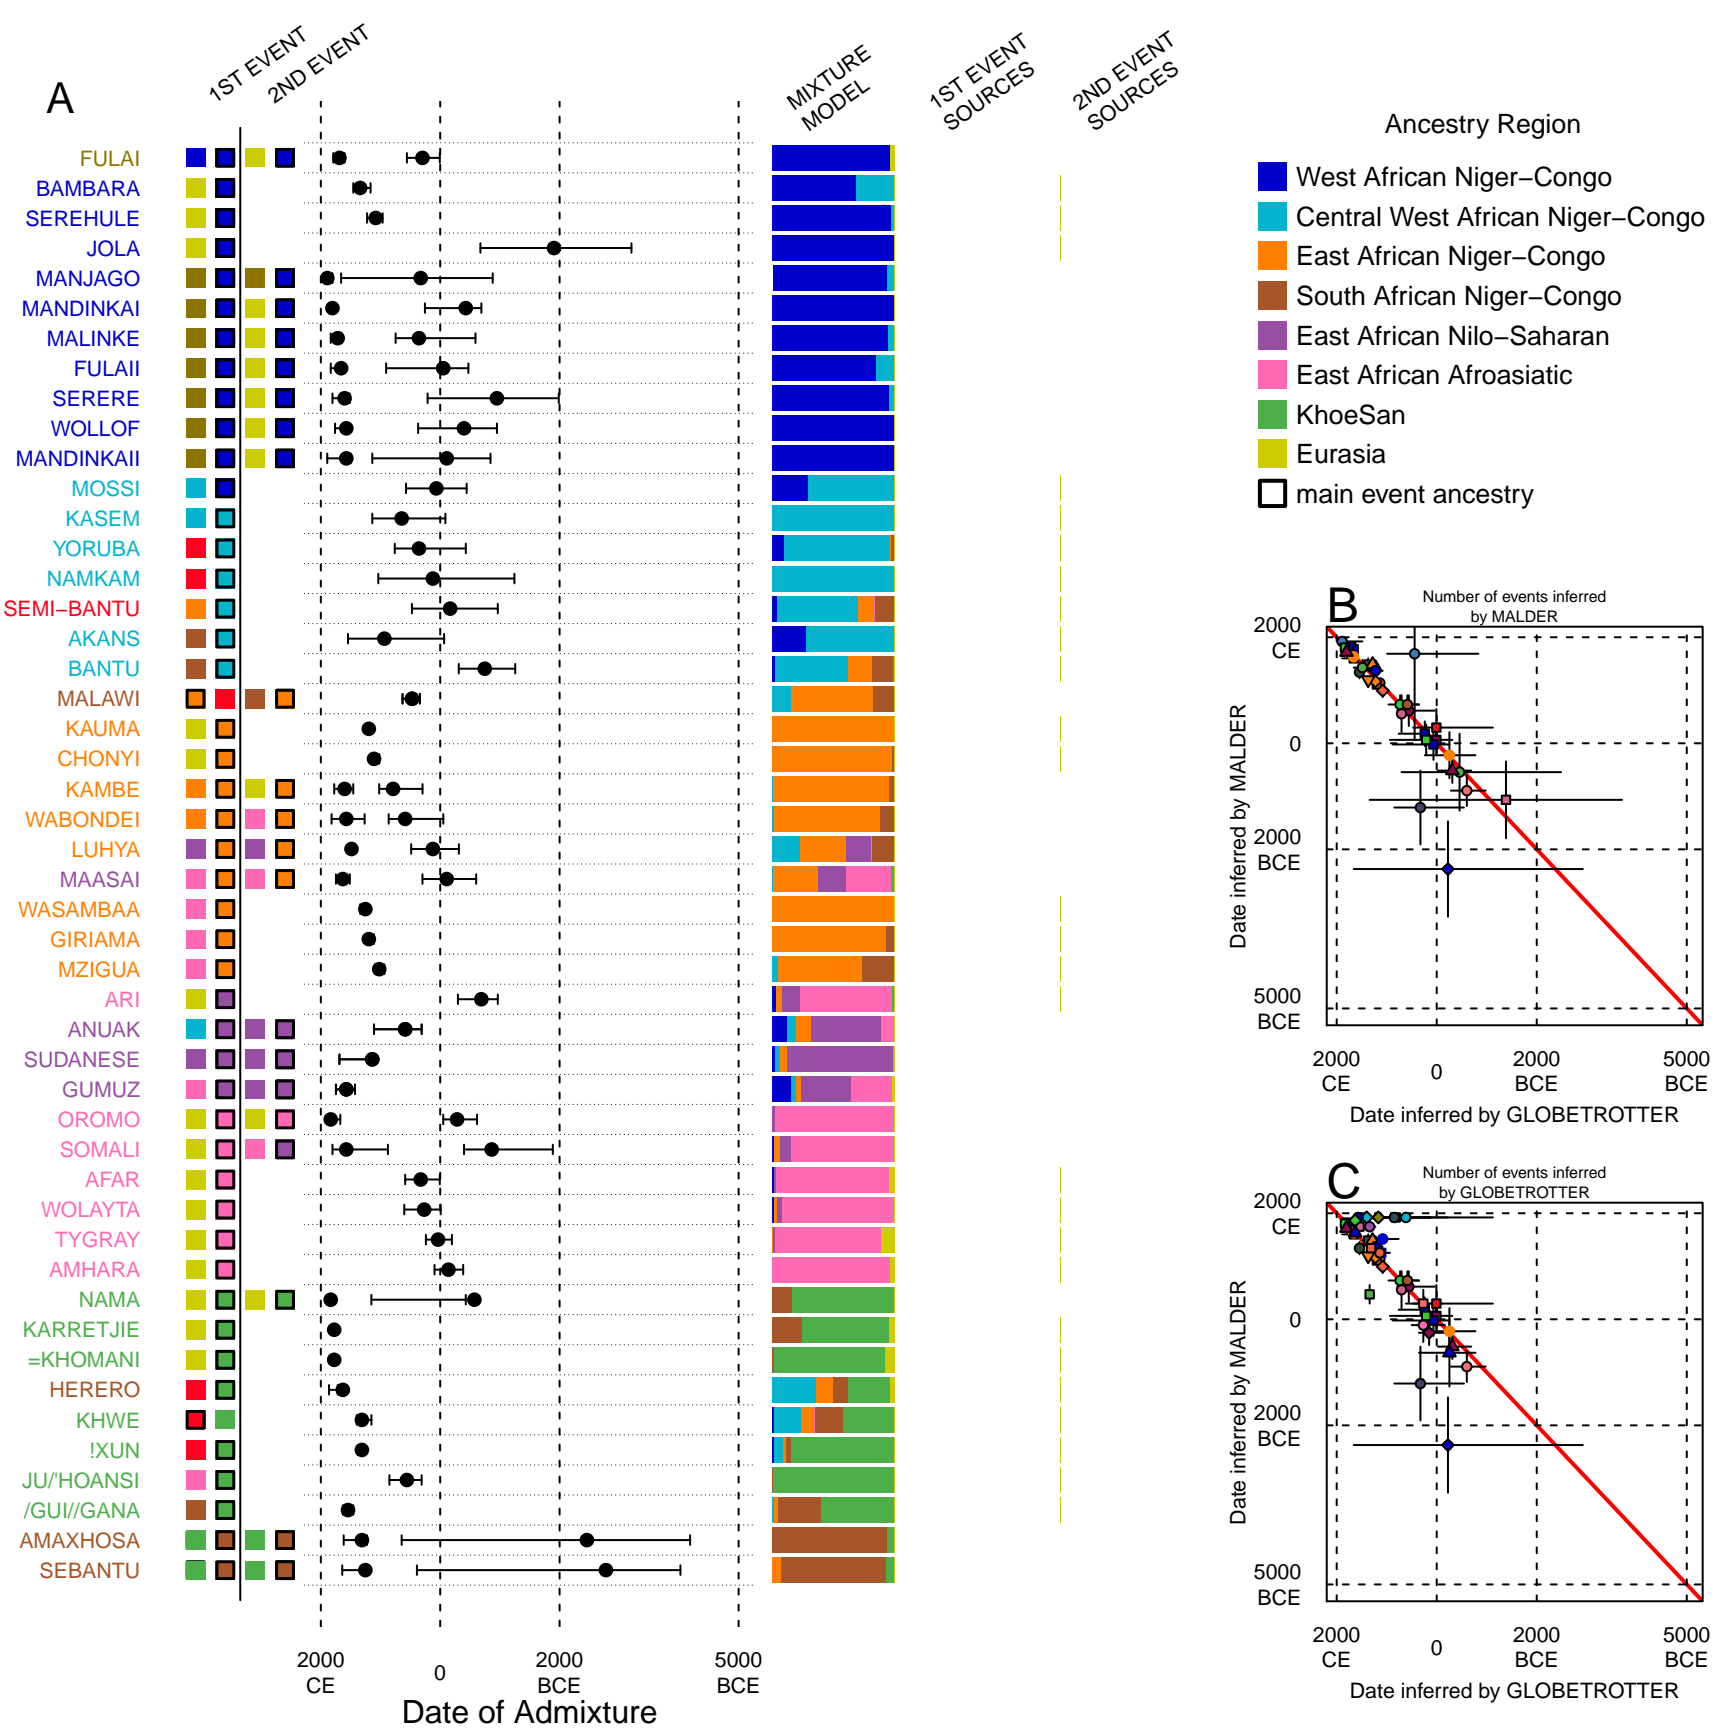 A
1ST EVENT
2ND EVENT
MIXTURE
MODEL
1ST EVENT
SOURCES
2ND EVENT
SOURCES
FULAI
BAMBARA
SEREHULE
JOLA
MANJAGO
MANDINKAI
MALINKE
FULAII
SERERE
WOLLOF
MANDINKAII
MOSSI
KASEM
YORUBA
NAMKAM
SEMI−BANTU
AKANS
BANTU
MALAWI
KAUMA
CHONYI
KAMBE
WABONDEI
LUHYA
MAASAI
WASAMBAA
GIRIAMA
MZIGUA
ARI
ANUAK
SUDANESE
GUMUZ
OROMO
SOMALI
AFAR
WOLAYTA
TYGRAY
AMHARA
NAMA
KARRETJIE
=KHOMANI
HERERO
KHWE
!XUN
JU/'HOANSI
/GUI//GANA
AMAXHOSA
SEBANTU
2000
CE
0
2000
BCE
5000
BCE
Date of Admixture
Ancestry Region
West African Niger−Congo
Central West African Niger−Congo
East African Niger−Congo
South African Niger−Congo
East African Nilo−Saharan
East African Afroasiatic
KhoeSan
Eurasia
main event ancestry
B
Number of events inferred
by MALDER
2000
CE
0
2000
BCE
5000
BCE
Date inferred by MALDER
2000
CE
0
2000
BCE
5000
BCE
Date inferred by GLOBETROTTER
C
Number of events inferred
by GLOBETROTTER
2000
CE
0
2000
BCE
5000
BCE
Date inferred by MALDER
2000
CE
0
2000
BCE
5000
BCE
Date inferred by GLOBETROTTER